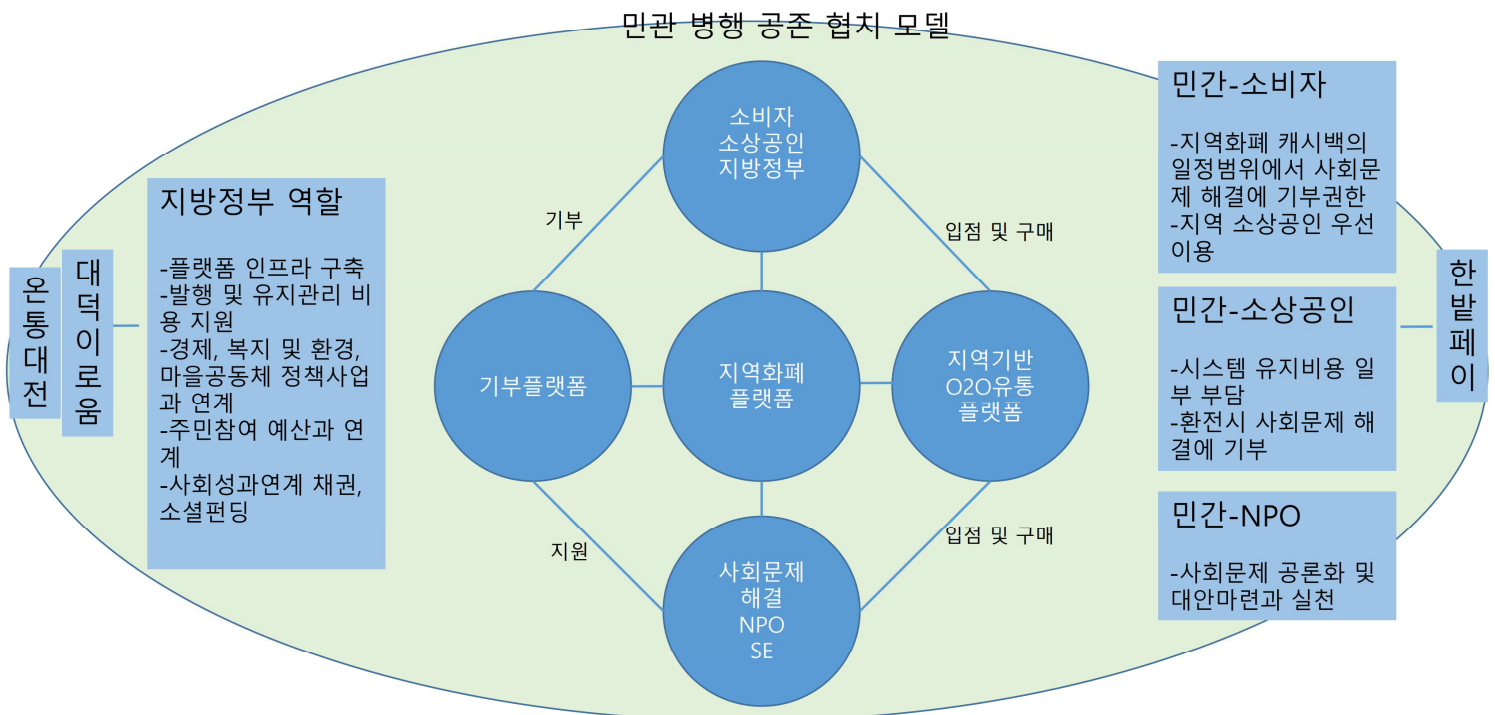 민관 병행 공존 협치 모델
온통대전
대덕이로움
지방정부 역할
-플랫폼 인프라 구축
-발행 및 유지관리 비
용 지원
-경제, 복지 및 환경,
마을공동체 정책사업
과 연계
-주민참여 예산과 연
계
-사회성과연계 채권,
소셜펀딩
소비자
소상공인
지방정부
기부
입점 및 구매
기부플랫폼
지역화폐
플랫폼
지역기반
O2O유통
플랫폼
지원
입점 및 구매
사회문제
해결
NPO
SE
민간-소비자
-지역화폐 캐시백의
일정범위에서 사회문
제 해결에 기부권한
-지역 소상공인 우선
이용
민간-소상공인
-시스템 유지비용 일
부 부담
-환전시 사회문제 해
결에 기부
민간-NPO
-사회문제 공론화 및
대안마련과 실천
한밭페이